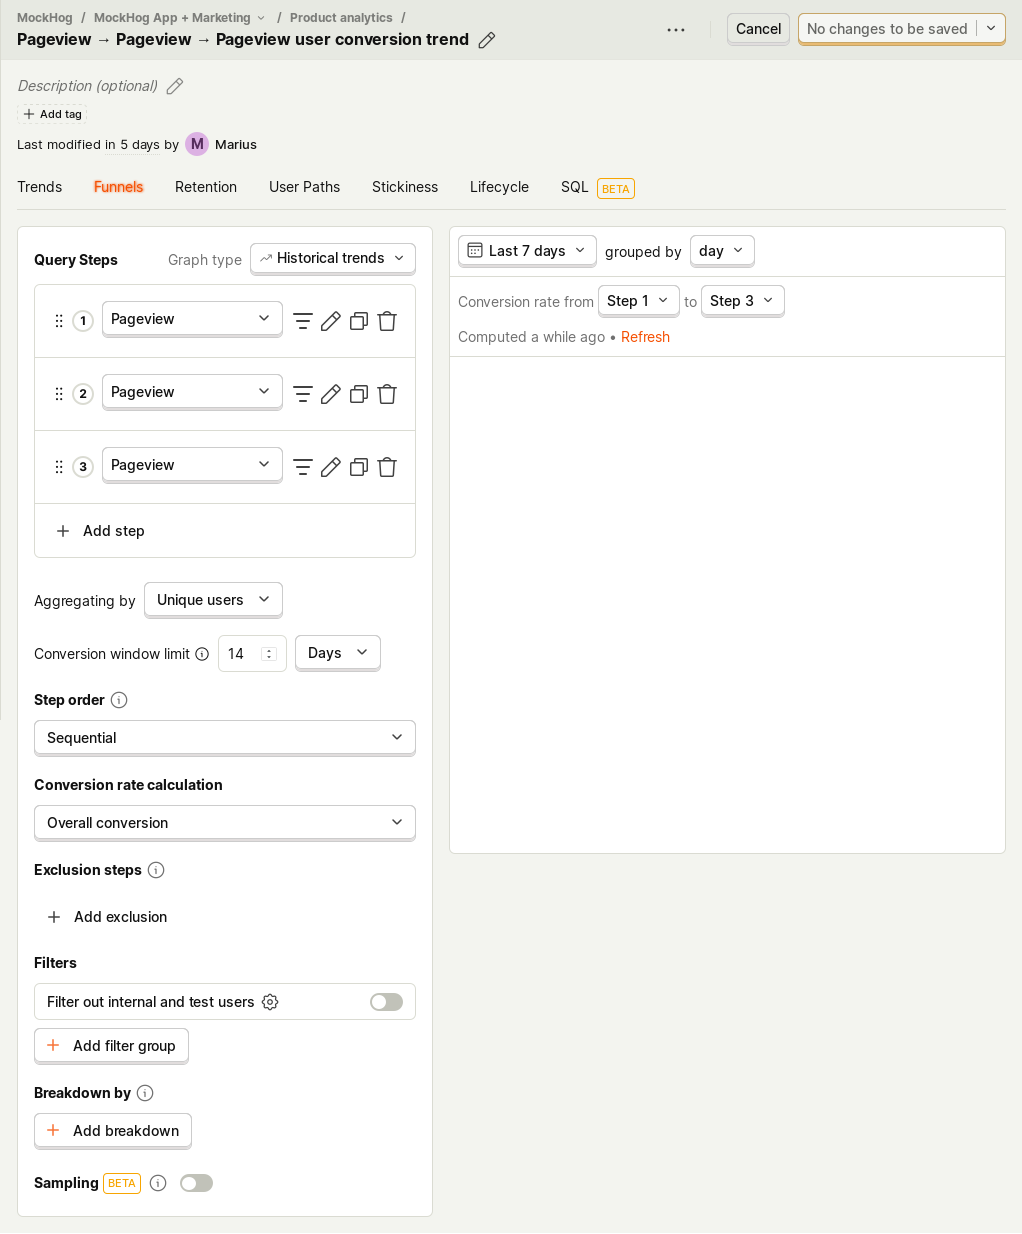 MockHog / MockHog App + Marketing / Product analytics /
Pageview → Pageview → Pageview user conversion trend
Cancel
No changes to be saved
Description (optional)
Add tag
Last modified in 5 days by M Marius
Trends Funnels Retention User Paths Stickiness Lifecycle SQL BETA
Query Steps
Graph type Historical trends
1 Pageview
2 Pageview
3 Pageview
Add step
Aggregating by Unique users
Conversion window limit 14 Days
Step order
Sequential
Conversion rate calculation
Overall conversion
Exclusion steps
Add exclusion
Filters
Filter out internal and test users
Add filter group
Breakdown by
Add breakdown
Sampling BETA
Last 7 days grouped by day
Conversion rate from Step 1 to Step 3
Computed a while ago • Refresh